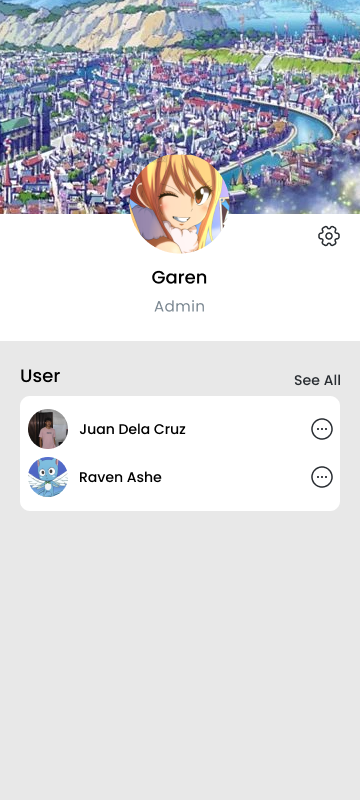 Garen
Admin
User
See All
Juan Dela Cruz
Raven Ashe